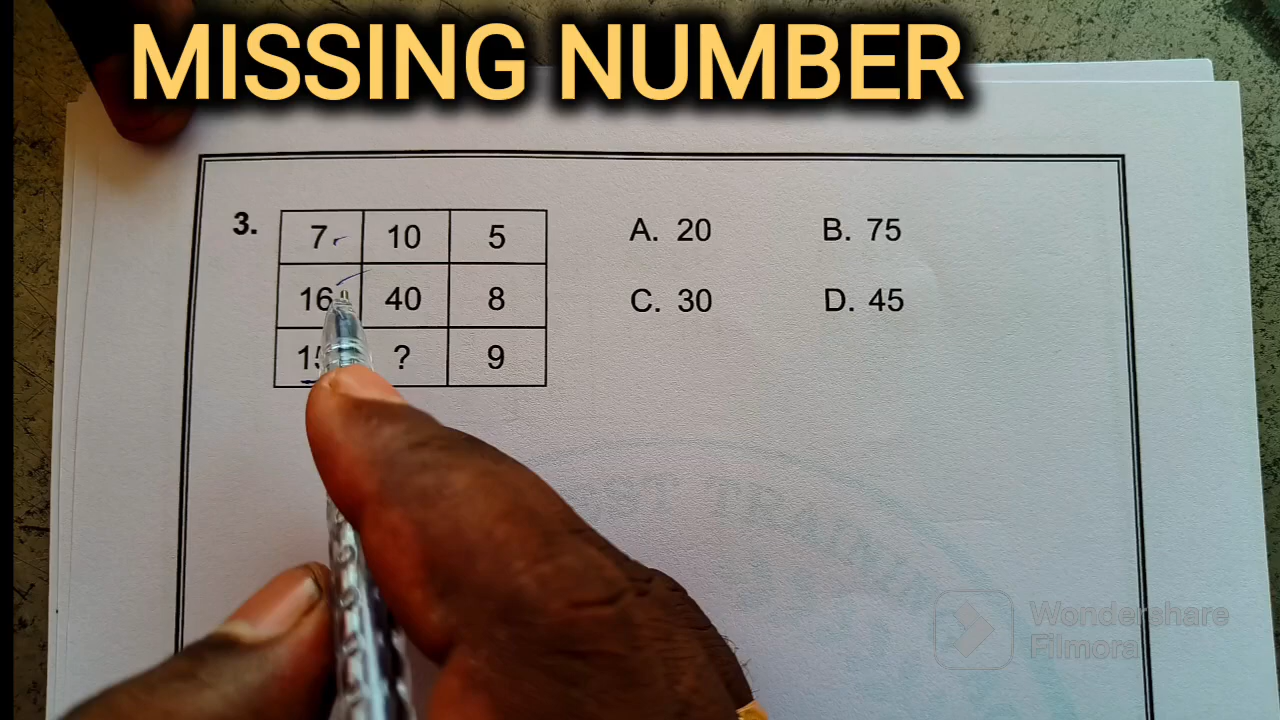 MISSING NUMBER
3. 7 10 5 A. 20 B. 75
16 40 8 C. 30 D. 45
? 9
Wondershare
Filmora